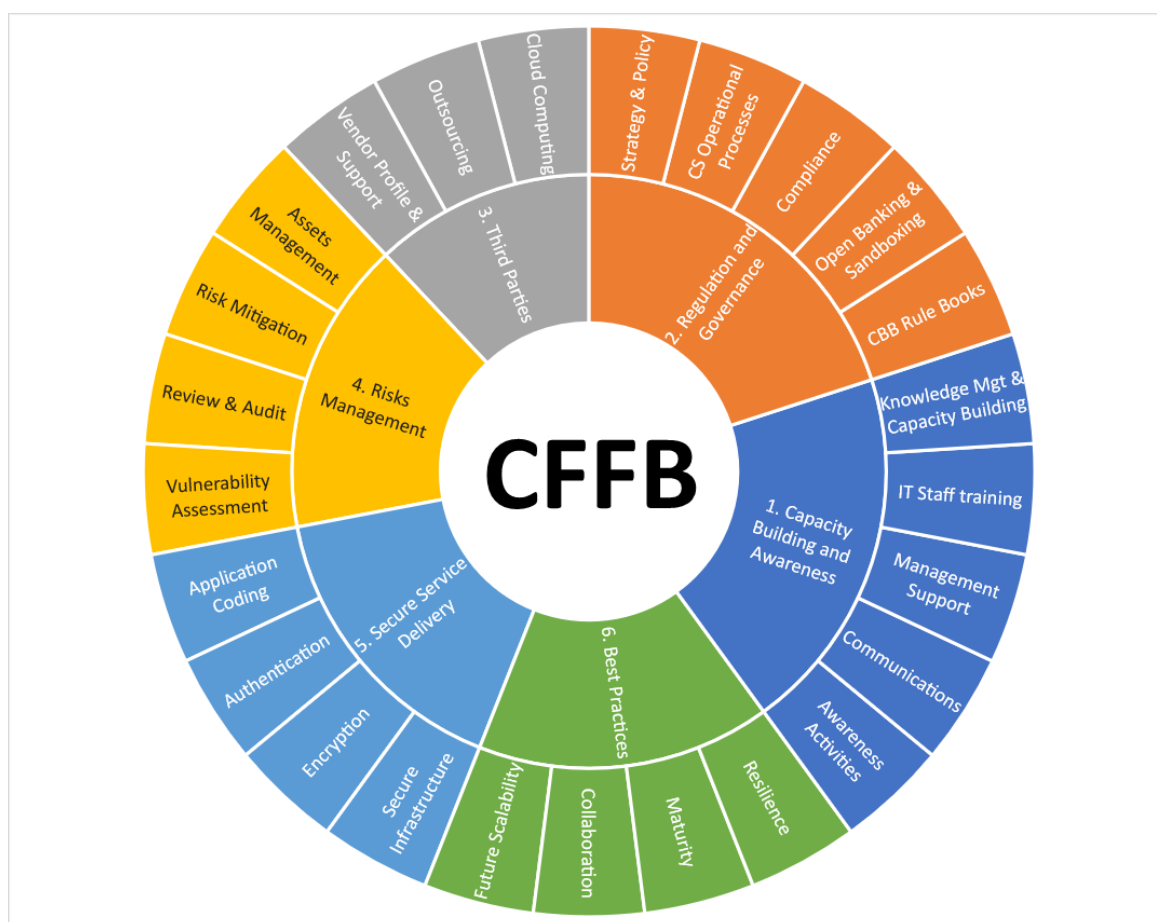 CFFB
2. Regulation and
Governance
Strategy & Policy
CS Operational
Processes
Compliance
Open Banking &
Sandboxing
CBB Rule Books
1. Capacity
Building and
Awareness
Knowledge Mgt &
Capacity Building
IT Staff training
Management
Support
Communications
Awareness
Activities
6. Best Practices
Resilience
Maturity
Collaboration
Future Scalability
5. Secure Service
Delivery
Secure
Infrastructure
Encryption
Authentication
Application
Coding
4. Risks
Management
Vulnerability
Assessment
Review & Audit
Risk Mitigation
Assets
Management
3. Third Parties
Vendor Profile &
Support
Outsourcing
Cloud Computing